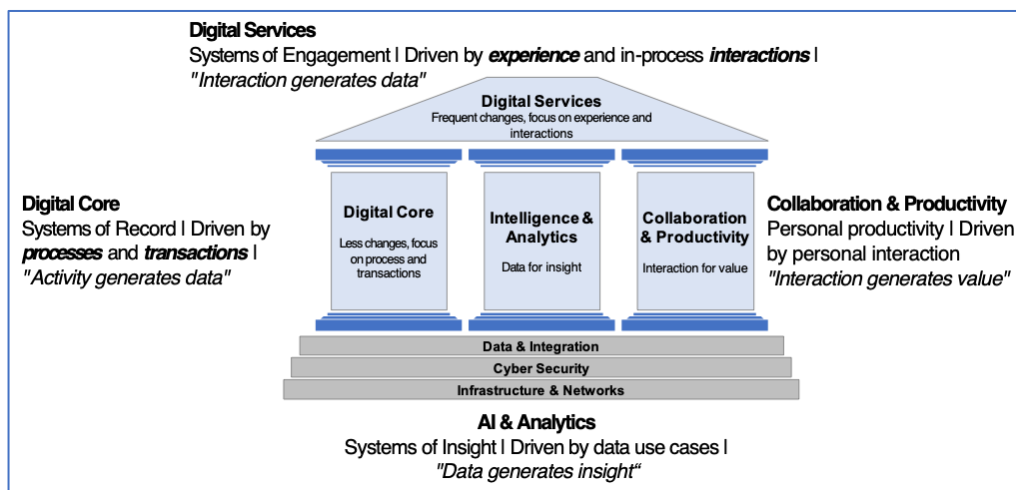 Digital Services
Systems of Engagement | Driven by experience and in-process interactions |
"Interaction generates data"
Digital Services
Frequent changes, focus on experience and
interactions
Digital Core
Systems of Record | Driven by
processes and transactions |
"Activity generates data"
Digital Core
Less changes, focus
on process and
transactions
Intelligence &
Analytics
Data for insight
Collaboration
& Productivity
Interaction for value
Collaboration & Productivity
Personal productivity | Driven
by personal interaction
"Interaction generates value"
Data & Integration
Cyber Security
Infrastructure & Networks
AI & Analytics
Systems of Insight | Driven by data use cases |
"Data generates insight“